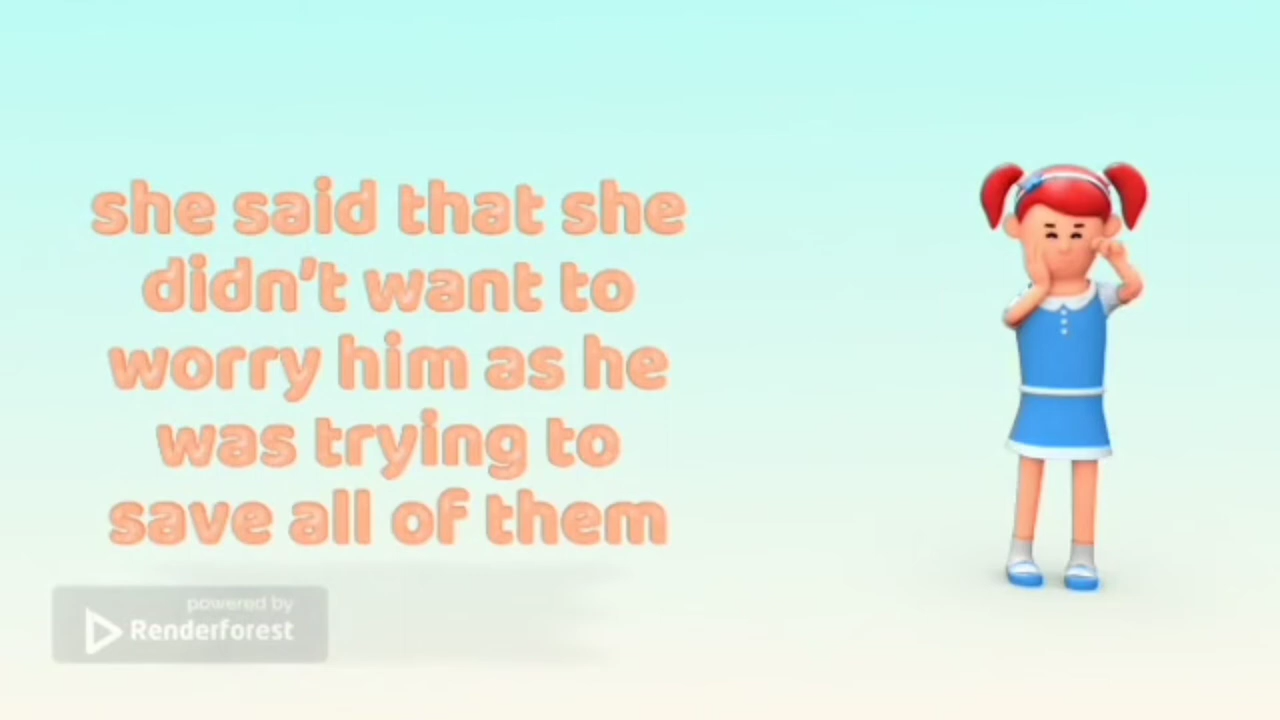 she said that she
didn't want to
worry him as he
was trying to
save all of them
powered by
Renderforest